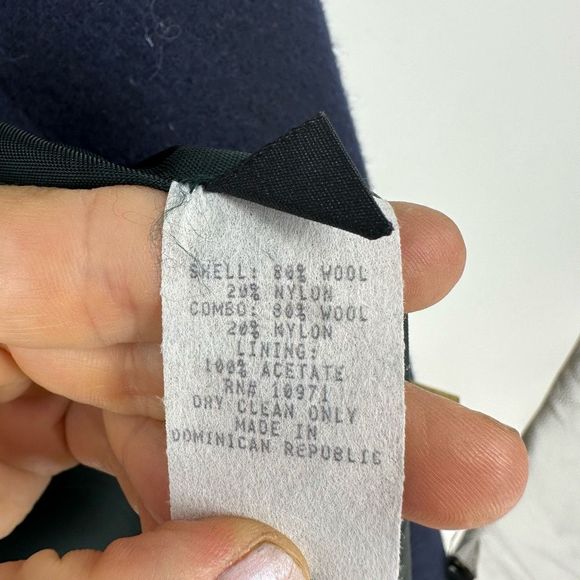 SHELL: 80% WOOL
20% NYLON
COMBO: 80% WOOL
20% NYLON
LINING:
100% ACETATE
RN# 10971
DRY CLEAN ONLY
MADE IN
DOMINICAN REPUBLIC